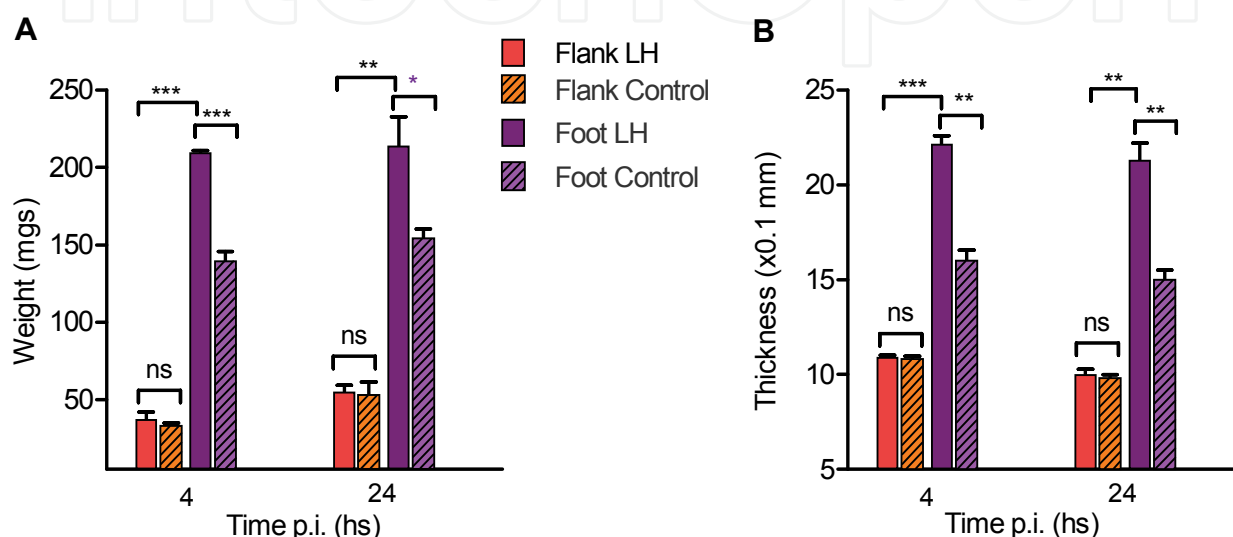 IntechOpen
A
Flank LH
Flank Control
Foot LH
Foot Control
B
Weight (mgs)
250
200
150
100
50
***
***
**
*
ns
ns
4
24
Time p.i. (hs)
Thickness (x0.1 mm)
25
20
15
10
5
***
**
**
**
ns
ns
4
24
Time p.i. (hs)